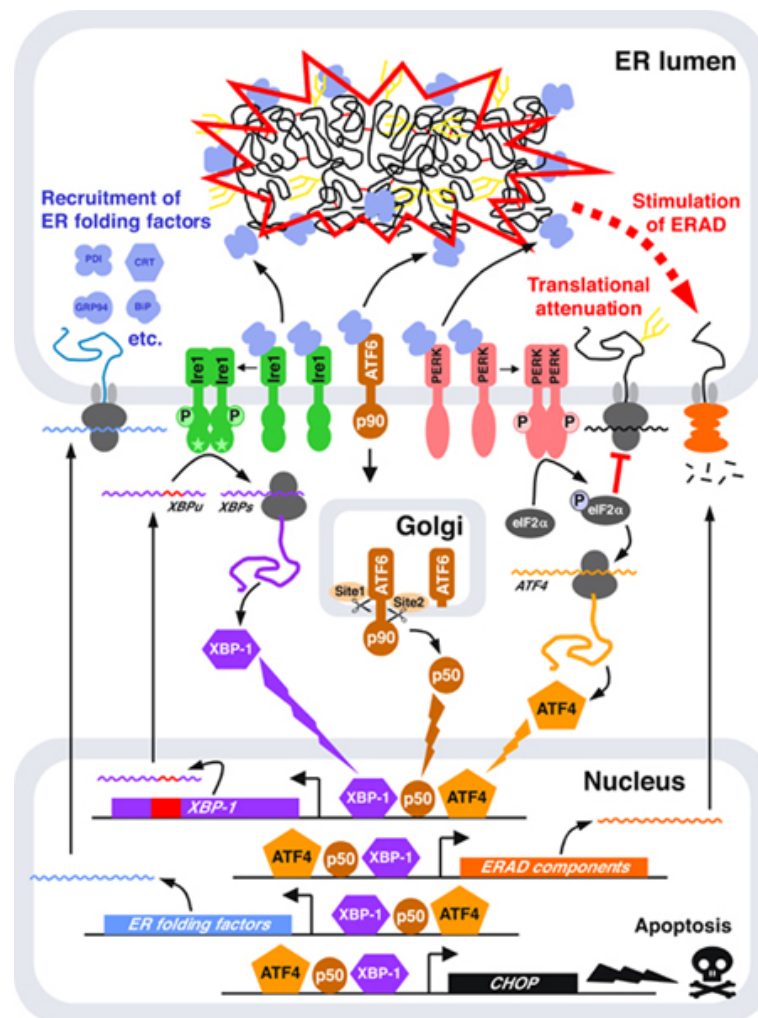 ER lumen
Recruitment of
ER folding factors
PDI
CRT
GRP94
BiP
etc.
Stimulation
of ERAD
Translational
attenuation
Ire1
Ire1
Ire1
Ire1
ATF6
p90
PERK
PERK
PERK
PERK
P
P
P
P
XBPu
XBPs
eIF2α
P
eIF2α
Golgi
ATF6
ATF6
Site1
Site2
p90
ATF4
XBP-1
p50
ATF4
Nucleus
XBP-1
XBP-1
p50
ATF4
ATF4
p50
XBP-1
ERAD components
ER folding factors
XBP-1
p50
ATF4
Apoptosis
ATF4
p50
XBP-1
CHOP